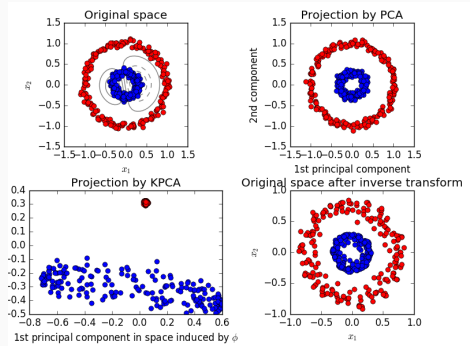 Original space
1.5
1.0
0.5
0.0
−0.5
−1.0
−1.5
−1.5−1.0−0.5 0.0 0.5 1.0 1.5
x₂
x₁
Projection by PCA
1.5
1.0
0.5
0.0
−0.5
−1.0
−1.5
−1.5−1.0−0.5 0.0 0.5 1.0 1.5
2nd component
1st principal component
Projection by KPCA
0.4
0.3
0.2
0.1
0.0
−0.1
−0.2
−0.3
−0.4
−0.5
−0.8 −0.6 −0.4 −0.2 0.0 0.2 0.4 0.6
1st principal component in space induced by ϕ
Original space after inverse transform
1.0
0.5
0.0
−0.5
−1.0
−1.0 −0.5 0.0 0.5 1.0
x₂
x₁